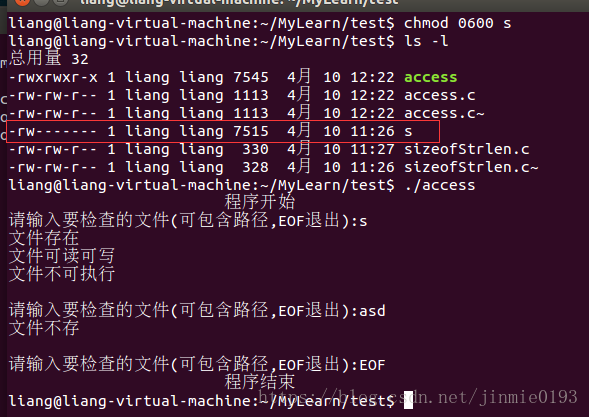 liang@liang-virtual-machine:~/MyLearn/test
liang@liang-virtual-machine:~/MyLearn/test$ chmod 0600 s
liang@liang-virtual-machine:~/MyLearn/test$ ls -l
总用量 32
-rwxrwxr-x 1 liang liang 7545  4月 10 12:22 access
-rw-rw-r-- 1 liang liang 1113  4月 10 12:22 access.c
-rw-rw-r-- 1 liang liang 1113  4月 10 12:22 access.c~
-rw------- 1 liang liang 7515  4月 10 11:26 s
-rw-rw-r-- 1 liang liang  330  4月 10 11:27 sizeofStrlen.c
-rw-rw-r-- 1 liang liang  328  4月 10 11:26 sizeofStrlen.c~
liang@liang-virtual-machine:~/MyLearn/test$ ./access
程序开始
请输入要检查的文件(可包含路径,EOF退出):s
文件存在
文件可读可写
文件不可执行
请输入要检查的文件(可包含路径,EOF退出):asd
文件不存
请输入要检查的文件(可包含路径,EOF退出):EOF
程序结束
liang@liang-virtual-machine:~/MyLearn/test$
https://blog.csdn.net/jinmie0193